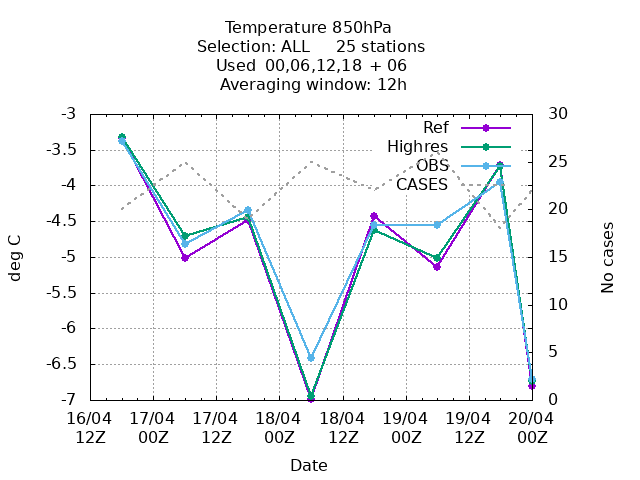 Temperature 850hPa
Selection: ALL 25 stations
Used 00,06,12,18 + 06
Averaging window: 12h
-3
-3.5
-4
-4.5
-5
-5.5
-6
-6.5
-7
30
25
20
15
10
5
0
Ref
Highres
OBS
CASES
deg C
No cases
16/04 17/04 17/04 18/04 18/04 19/04 19/04 20/04
12Z 00Z 12Z 00Z 12Z 00Z 12Z 00Z
Date